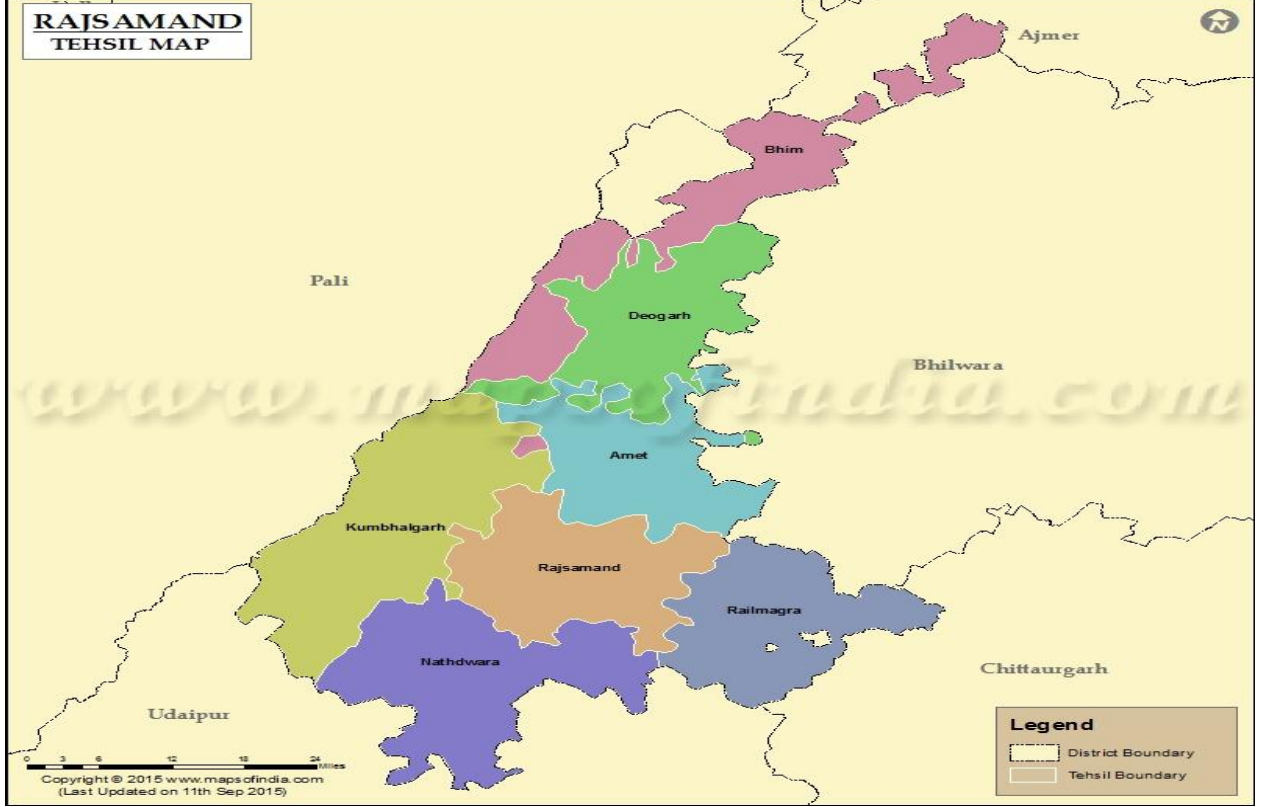 RAJSAMAND
TEHSIL MAP
N
Ajmer
Bhim
Pali
Deogarh
Bhilwara
www.mapsofindia.com
Amet
Kumbhalgarh
Rajsamand
Railmagra
Nathdwara
Chittaurgarh
Udaipur
Legend
District Boundary
Tehsil Boundary
0 3 6 12 18 24
Miles
Copyright © 2015 www.mapsofindia.com
(Last Updated on 11th Sep 2015)